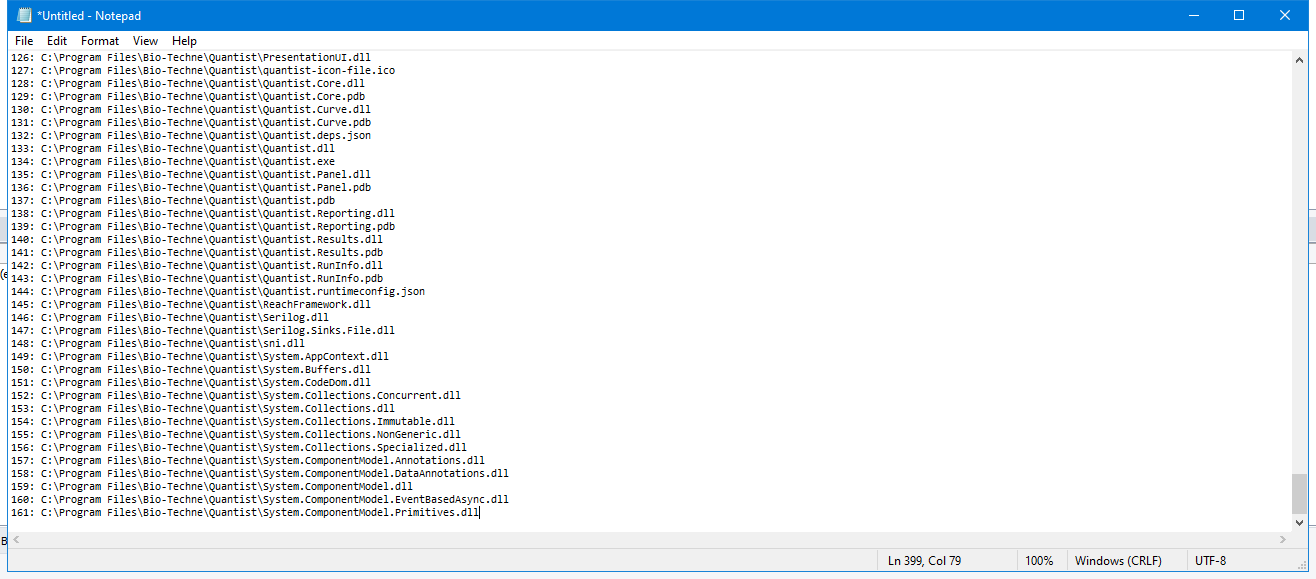 *Untitled - Notepad
File Edit Format View Help
126: C:\Program Files\Bio-Techne\Quantist\PresentationUI.dll
127: C:\Program Files\Bio-Techne\Quantist\quantist-icon-file.ico
128: C:\Program Files\Bio-Techne\Quantist\Quantist.Core.dll
129: C:\Program Files\Bio-Techne\Quantist\Quantist.Core.pdb
130: C:\Program Files\Bio-Techne\Quantist\Quantist.Curve.dll
131: C:\Program Files\Bio-Techne\Quantist\Quantist.Curve.pdb
132: C:\Program Files\Bio-Techne\Quantist\Quantist.deps.json
133: C:\Program Files\Bio-Techne\Quantist\Quantist.dll
134: C:\Program Files\Bio-Techne\Quantist\Quantist.exe
135: C:\Program Files\Bio-Techne\Quantist\Quantist.Panel.dll
136: C:\Program Files\Bio-Techne\Quantist\Quantist.Panel.pdb
137: C:\Program Files\Bio-Techne\Quantist\Quantist.pdb
138: C:\Program Files\Bio-Techne\Quantist\Quantist.Reporting.dll
139: C:\Program Files\Bio-Techne\Quantist\Quantist.Reporting.pdb
140: C:\Program Files\Bio-Techne\Quantist\Quantist.Results.dll
141: C:\Program Files\Bio-Techne\Quantist\Quantist.Results.pdb
142: C:\Program Files\Bio-Techne\Quantist\Quantist.RunInfo.dll
143: C:\Program Files\Bio-Techne\Quantist\Quantist.RunInfo.pdb
144: C:\Program Files\Bio-Techne\Quantist\Quantist.runtimeconfig.json
145: C:\Program Files\Bio-Techne\Quantist\ReachFramework.dll
146: C:\Program Files\Bio-Techne\Quantist\Serilog.dll
147: C:\Program Files\Bio-Techne\Quantist\Serilog.Sinks.File.dll
148: C:\Program Files\Bio-Techne\Quantist\sni.dll
149: C:\Program Files\Bio-Techne\Quantist\System.AppContext.dll
150: C:\Program Files\Bio-Techne\Quantist\System.Buffers.dll
151: C:\Program Files\Bio-Techne\Quantist\System.CodeDom.dll
152: C:\Program Files\Bio-Techne\Quantist\System.Collections.Concurrent.dll
153: C:\Program Files\Bio-Techne\Quantist\System.Collections.dll
154: C:\Program Files\Bio-Techne\Quantist\System.Collections.Immutable.dll
155: C:\Program Files\Bio-Techne\Quantist\System.Collections.NonGeneric.dll
156: C:\Program Files\Bio-Techne\Quantist\System.Collections.Specialized.dll
157: C:\Program Files\Bio-Techne\Quantist\System.ComponentModel.Annotations.dll
158: C:\Program Files\Bio-Techne\Quantist\System.ComponentModel.DataAnnotations.dll
159: C:\Program Files\Bio-Techne\Quantist\System.ComponentModel.dll
160: C:\Program Files\Bio-Techne\Quantist\System.ComponentModel.EventBasedAsync.dll
161: C:\Program Files\Bio-Techne\Quantist\System.ComponentModel.Primitives.dll
Ln 399, Col 79 100% Windows (CRLF) UTF-8